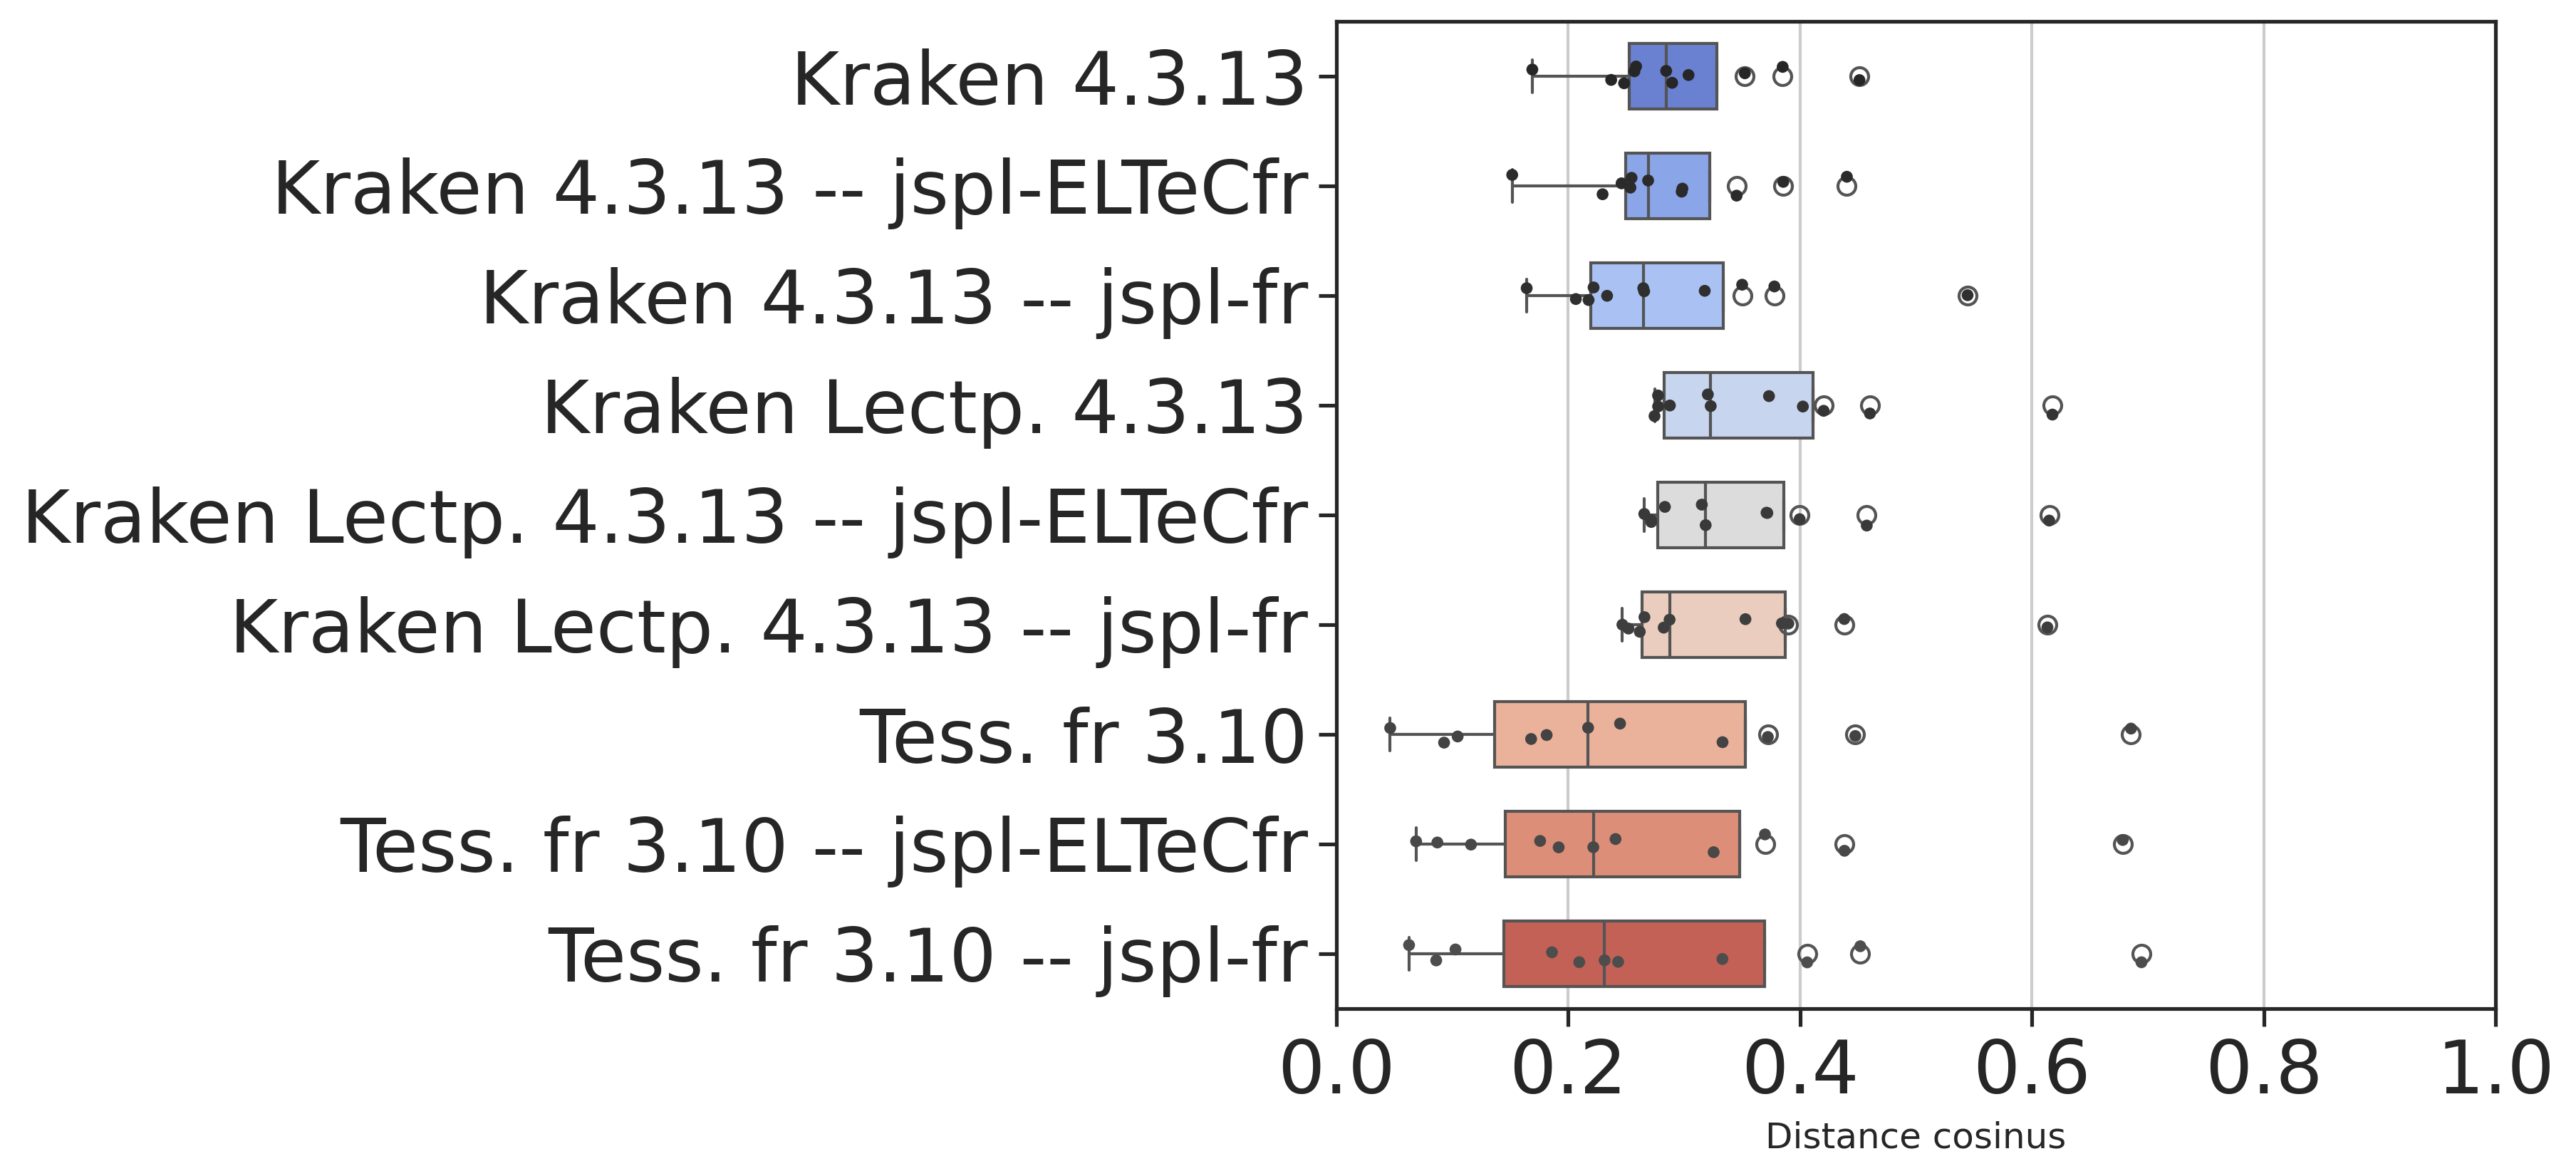 Kraken 4.3.13
Kraken 4.3.13 -- jspl-ELTeCfr
Kraken 4.3.13 -- jspl-fr
Kraken Lectp. 4.3.13
Kraken Lectp. 4.3.13 -- jspl-ELTeCfr
Kraken Lectp. 4.3.13 -- jspl-fr
Tess. fr 3.10
Tess. fr 3.10 -- jspl-ELTeCfr
Tess. fr 3.10 -- jspl-fr
0.0 0.2 0.4 0.6 0.8 1.0
Distance cosinus